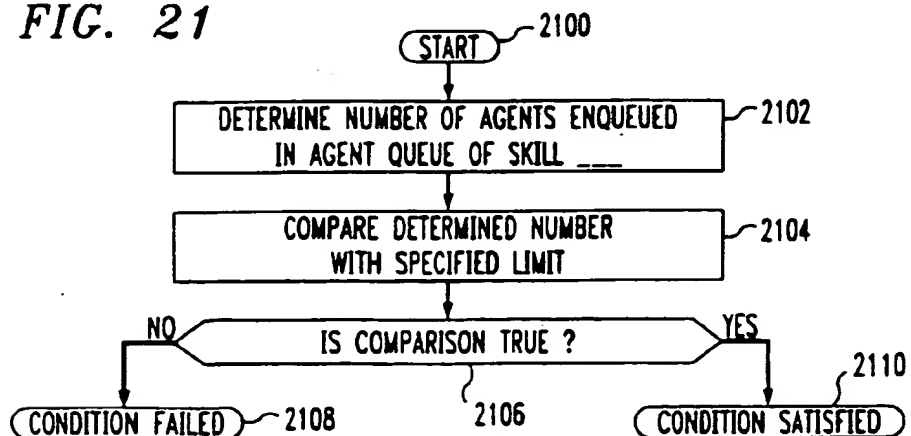 FIG. 21
START
2100
DETERMINE NUMBER OF AGENTS ENQUEUED
IN AGENT QUEUE OF SKILL ___
2102
COMPARE DETERMINED NUMBER
WITH SPECIFIED LIMIT
2104
NO
IS COMPARISON TRUE ?
YES
2106
CONDITION FAILED
2108
CONDITION SATISFIED
2110